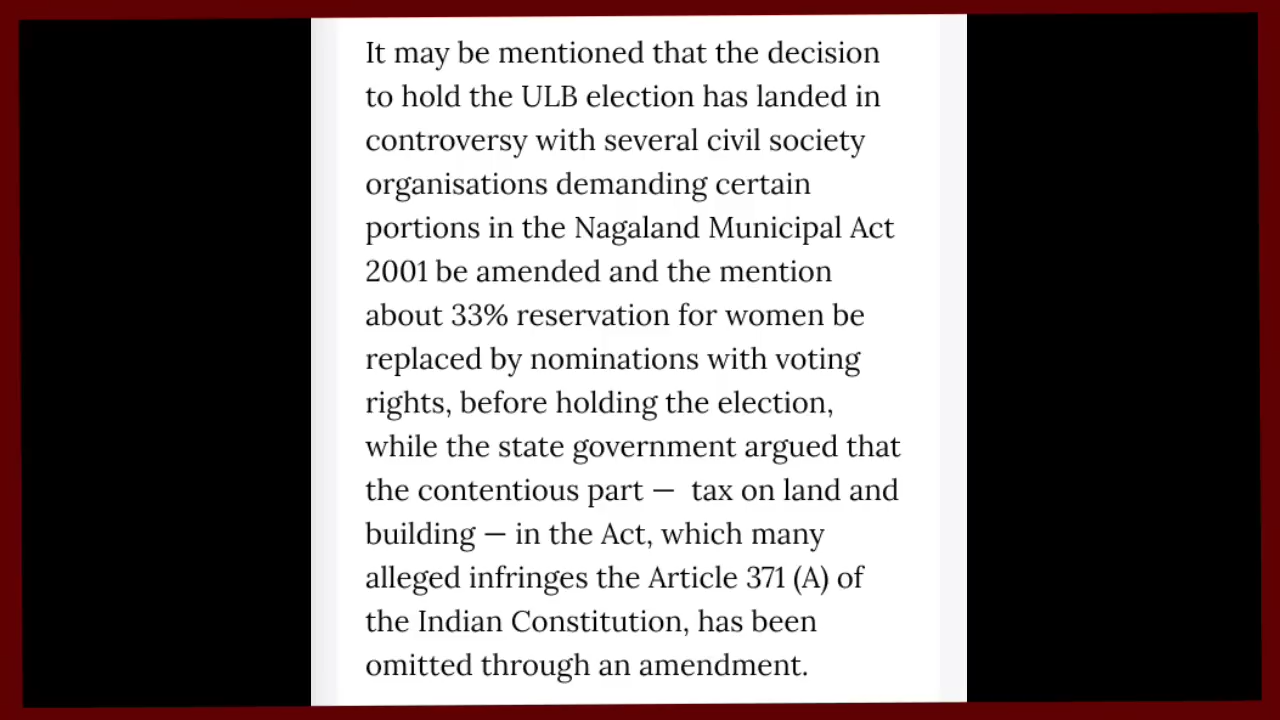 It may be mentioned that the decision
to hold the ULB election has landed in
controversy with several civil society
organisations demanding certain
portions in the Nagaland Municipal Act
2001 be amended and the mention
about 33% reservation for women be
replaced by nominations with voting
rights, before holding the election,
while the state government argued that
the contentious part — tax on land and
building — in the Act, which many
alleged infringes the Article 371 (A) of
the Indian Constitution, has been
omitted through an amendment.